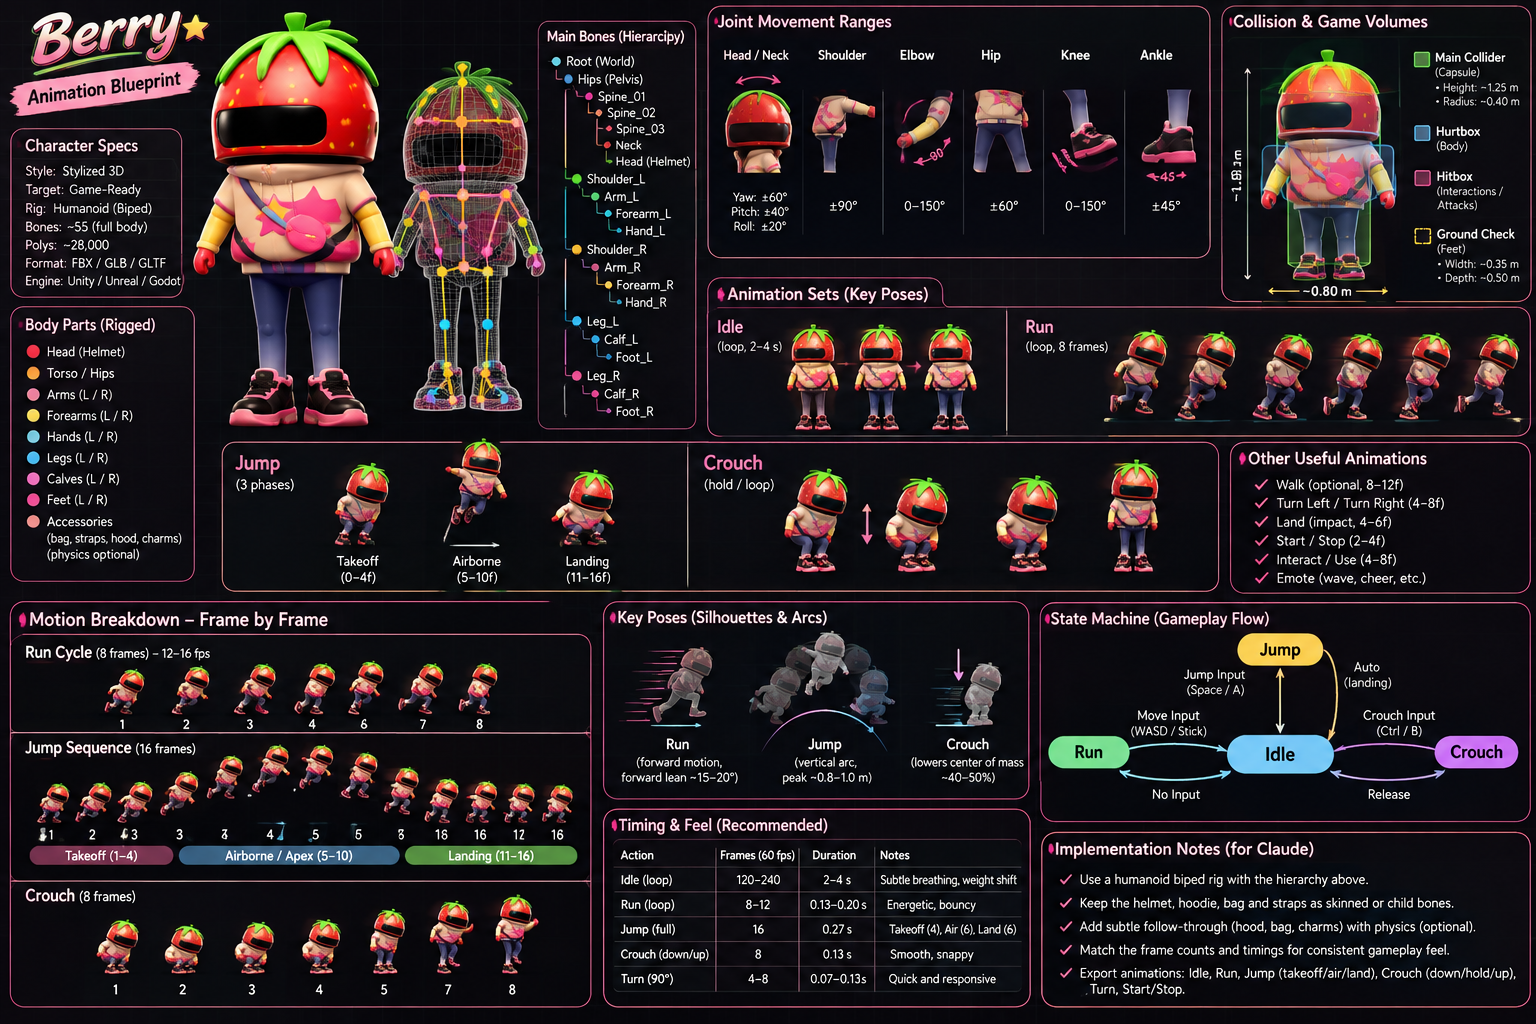 Berry
Animation Blueprint
Character Specs
Style: Stylized 3D
Target: Game-Ready
Rig: Humanoid (Biped)
Bones: ~55 (full body)
Polys: ~28,000
Format: FBX / GLB / GLTF
Engine: Unity / Unreal / Godot
Body Parts (Rigged)
Head (Helmet)
Torso / Hips
Arms (L / R)
Forearms (L / R)
Hands (L / R)
Legs (L / R)
Calves (L / R)
Feet (L / R)
Accessories
(bag, straps, hood, charms)
(physics optional)
Main Bones (Hierarcipy)
Root (World)
Hips (Pelvis)
Spine_01
Spine_02
Spine_03
Neck
Head (Helmet)
Shoulder_L
Arm_L
Forearm_L
Hand_L
Shoulder_R
Arm_R
Forearm_R
Hand_R
Leg_L
Calf_L
Foot_L
Leg_R
Calf_R
Foot_R
Joint Movement Ranges
Head / Neck
Shoulder
Elbow
Hip
Knee
Ankle
90
45
Yaw: ±60°
Pitch: ±40°
Roll: ±20°
±90°
0–150°
±60°
0–150°
±45°
Collision & Game Volumes
Main Collider
(Capsule)
• Height: ~1.25 m
• Radius: ~0.40 m
Hurtbox
(Body)
Hitbox
(Interactions /
Attacks)
Ground Check
(Feet)
• Width: ~0.35 m
• Depth: ~0.50 m
~0.80 m
Animation Sets (Key Poses)
Idle
(loop, 2–4 s)
Run
(loop, 8 frames)
Jump
(3 phases)
Takeoff
(0–4f)
Airborne
(5–10f)
Landing
(11–16f)
Crouch
(hold / loop)
Other Useful Animations
Walk (optional, 8–12f)
Turn Left / Turn Right (4–8f)
Land (impact, 4–6f)
Start / Stop (2–4f)
Interact / Use (4–8f)
Emote (wave, cheer, etc.)
Motion Breakdown – Frame by Frame
Run Cycle (8 frames) – 12–16 fps
1 2 3 4 6 7 8
Jump Sequence (16 frames)
1 2 3 3 3 4 5 5 8 18 16 12 16
Takeoff (1–4)
Airborne / Apex (5–10)
Landing (11–16)
Crouch (8 frames)
1 2 3 4 5 7 8
Key Poses (Silhouettes & Arcs)
Run
(forward motion,
forward lean ~15–20°)
Jump
(vertical arc,
peak ~0.8–1.0 m)
Crouch
(lowers center of mass
~40–50%)
Timing & Feel (Recommended)
Action Frames (60 fps) Duration Notes
Idle (loop) 120–240 2–4 s Subtle breathing, weight shift
Run (loop) 8–12 0.13–0.20 s Energetic, bouncy
Jump (full) 16 0.27 s Takeoff (4), Air (6), Land (6)
Crouch (down/up) 8 0.13 s Smooth, snappy
Turn (90°) 4–8 0.07–0.13s Quick and responsive
State Machine (Gameplay Flow)
Jump
Jump Input
(Space / A)
Auto
(landing)
Move Input
(WASD / Stick)
Crouch Input
(Ctrl / B)
Run
Idle
Crouch
No Input
Release
Implementation Notes (for Claude)
Use a humanoid biped rig with the hierarchy above.
Keep the helmet, hoodie, bag and straps as skinned or child bones.
Add subtle follow-through (hood, bag, charms) with physics (optional).
Match the frame counts and timings for consistent gameplay feel.
Export animations: Idle, Run, Jump (takeoff/air/land), Crouch (down/hold/up),
Turn, Start/Stop.